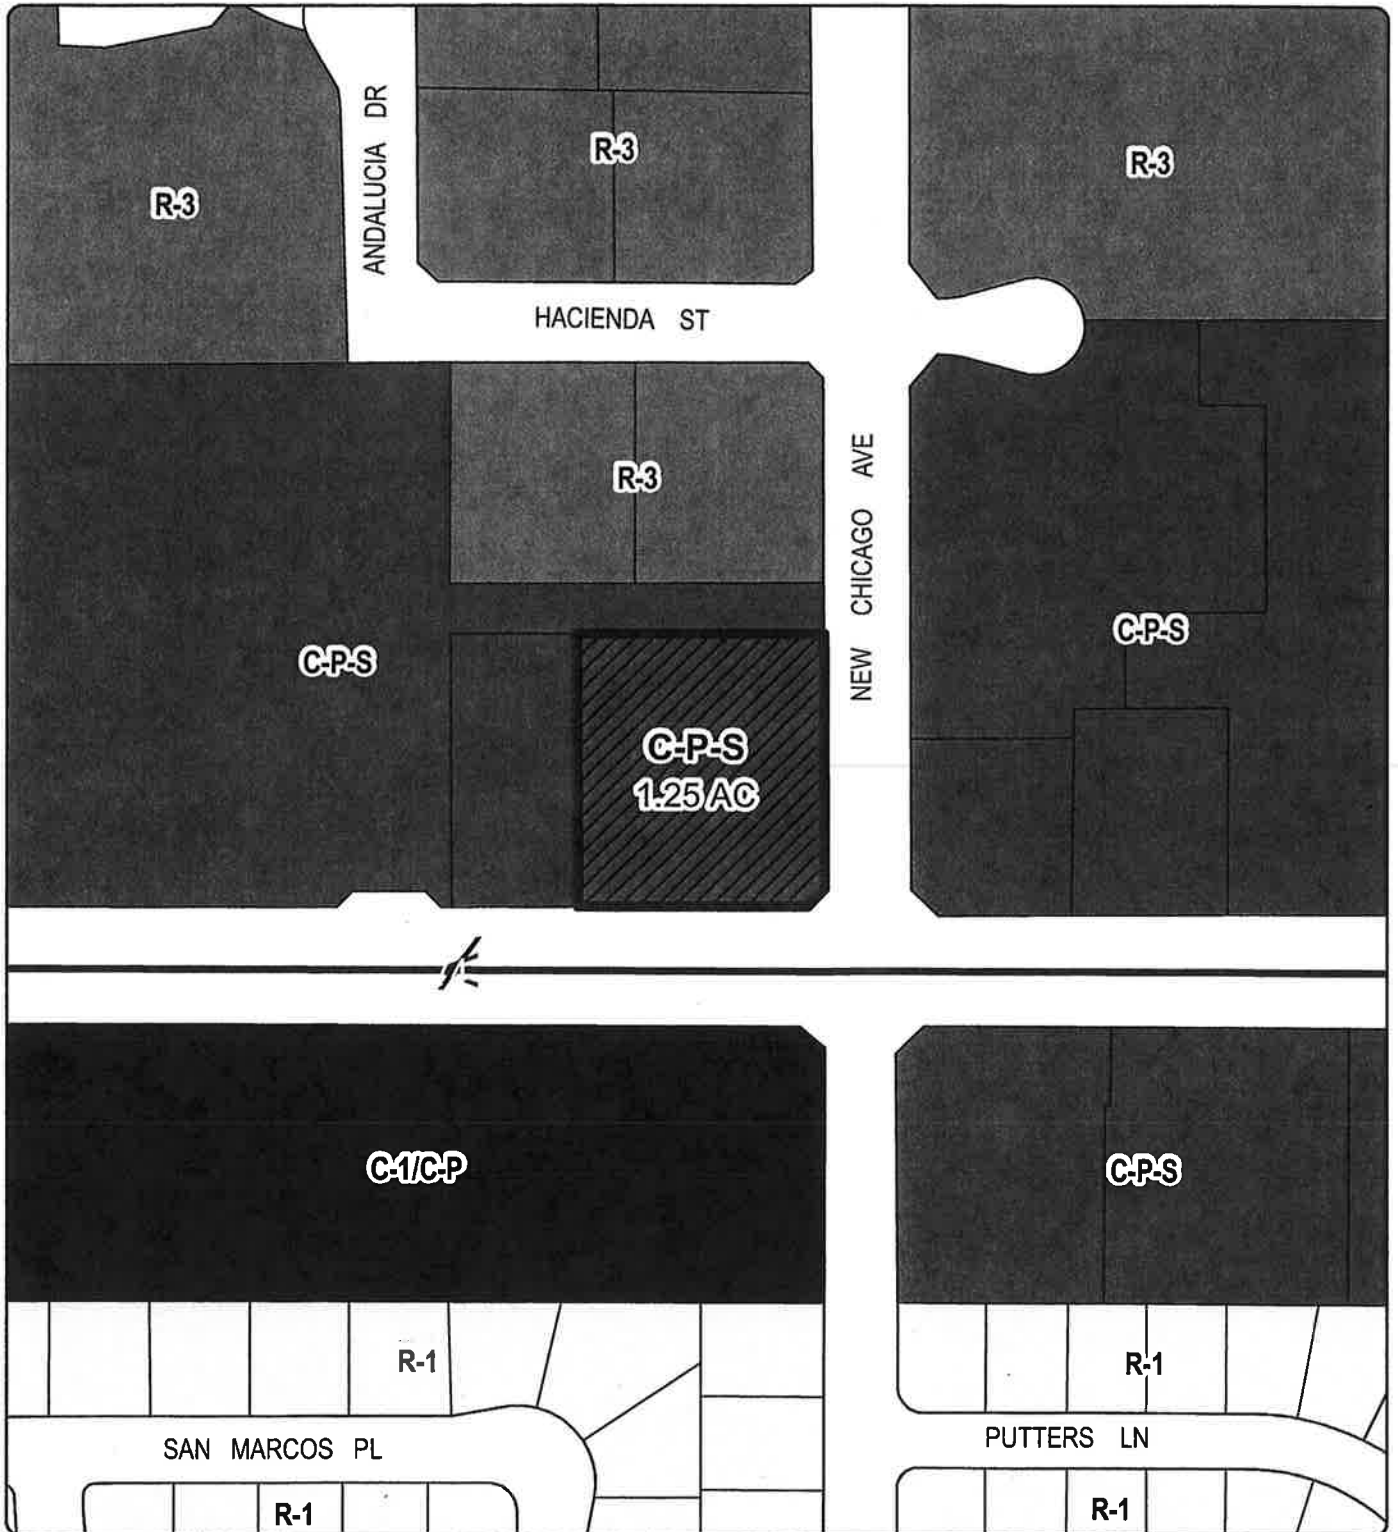 ANDALUCIA DR
R-3
R-3
R-3
HACIENDA ST
R-3
NEW CHICAGO AVE
C-P-S
C-P-S
1.25 AC
C-P-S
C-1/C-P
C-P-S
R-1
R-1
SAN MARCOS PL
PUTTERS LN
R-1
R-1